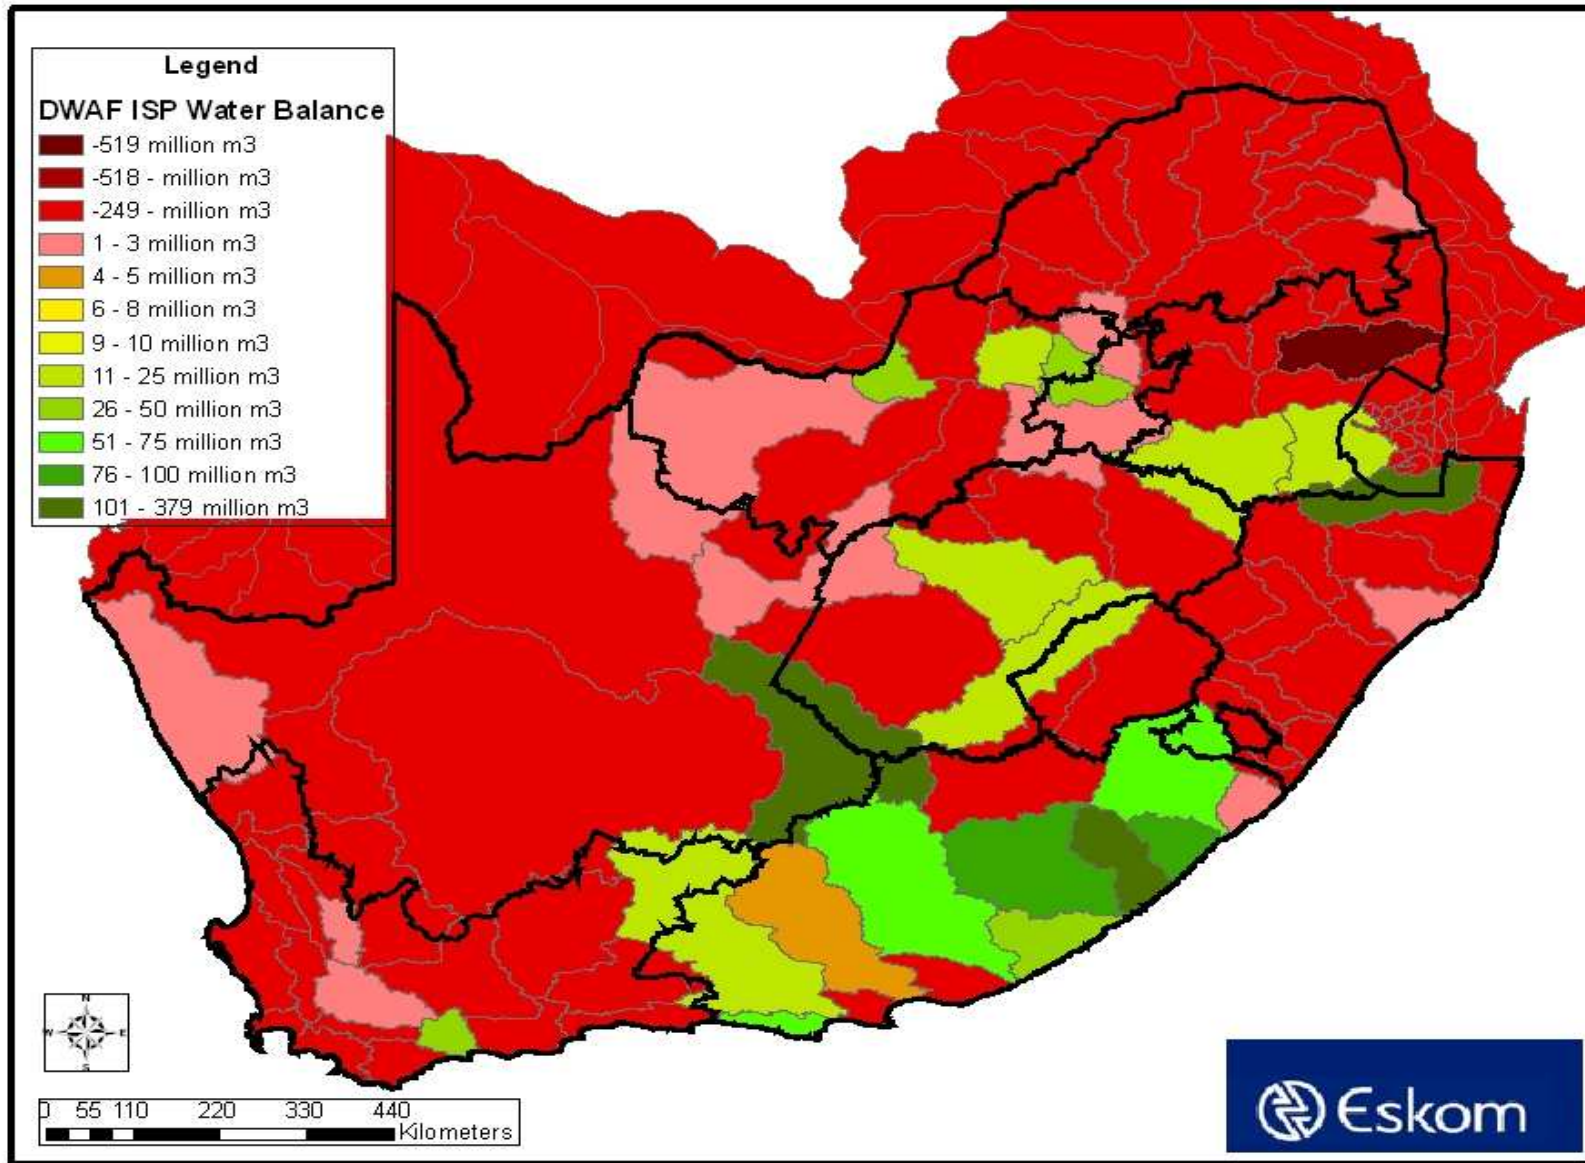 Legend
DWAF ISP Water Balance
-519 million m3
-518 - million m3
-249 - million m3
1 - 3 million m3
4 - 5 million m3
6 - 8 million m3
9 - 10 million m3
11 - 25 million m3
26 - 50 million m3
51 - 75 million m3
76 - 100 million m3
101 - 379 million m3
N
W E
S
0 55 110 220 330 440
Kilometers
Eskom